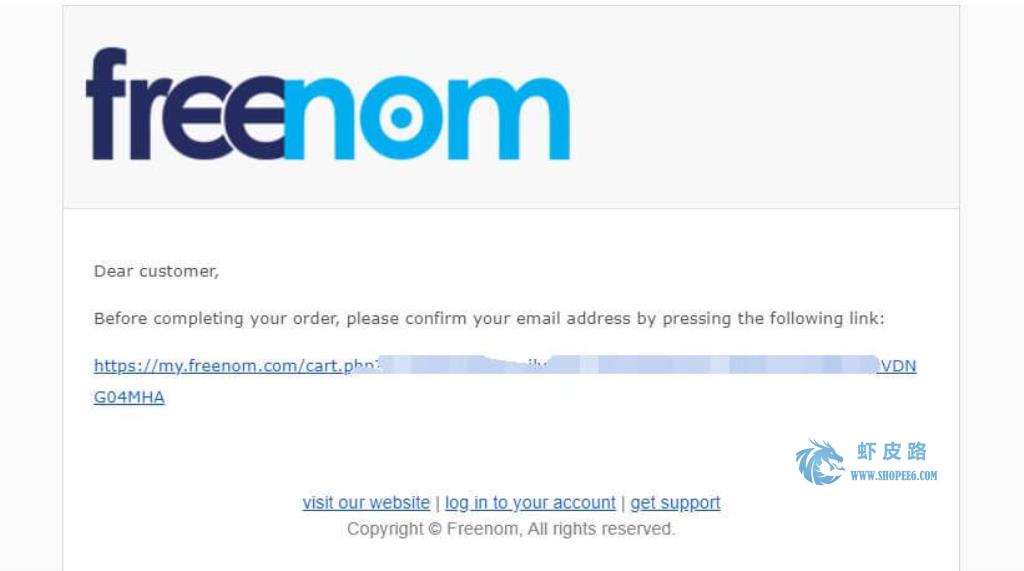 freenom
Dear customer,
Before completing your order, please confirm your email address by pressing the following link:
https://my.freenom.com/cart.php? VDN
G04MHA
虾皮路
WWW.SHOPEE6.COM
visit our website | log in to your account | get support
Copyright © Freenom, All rights reserved.